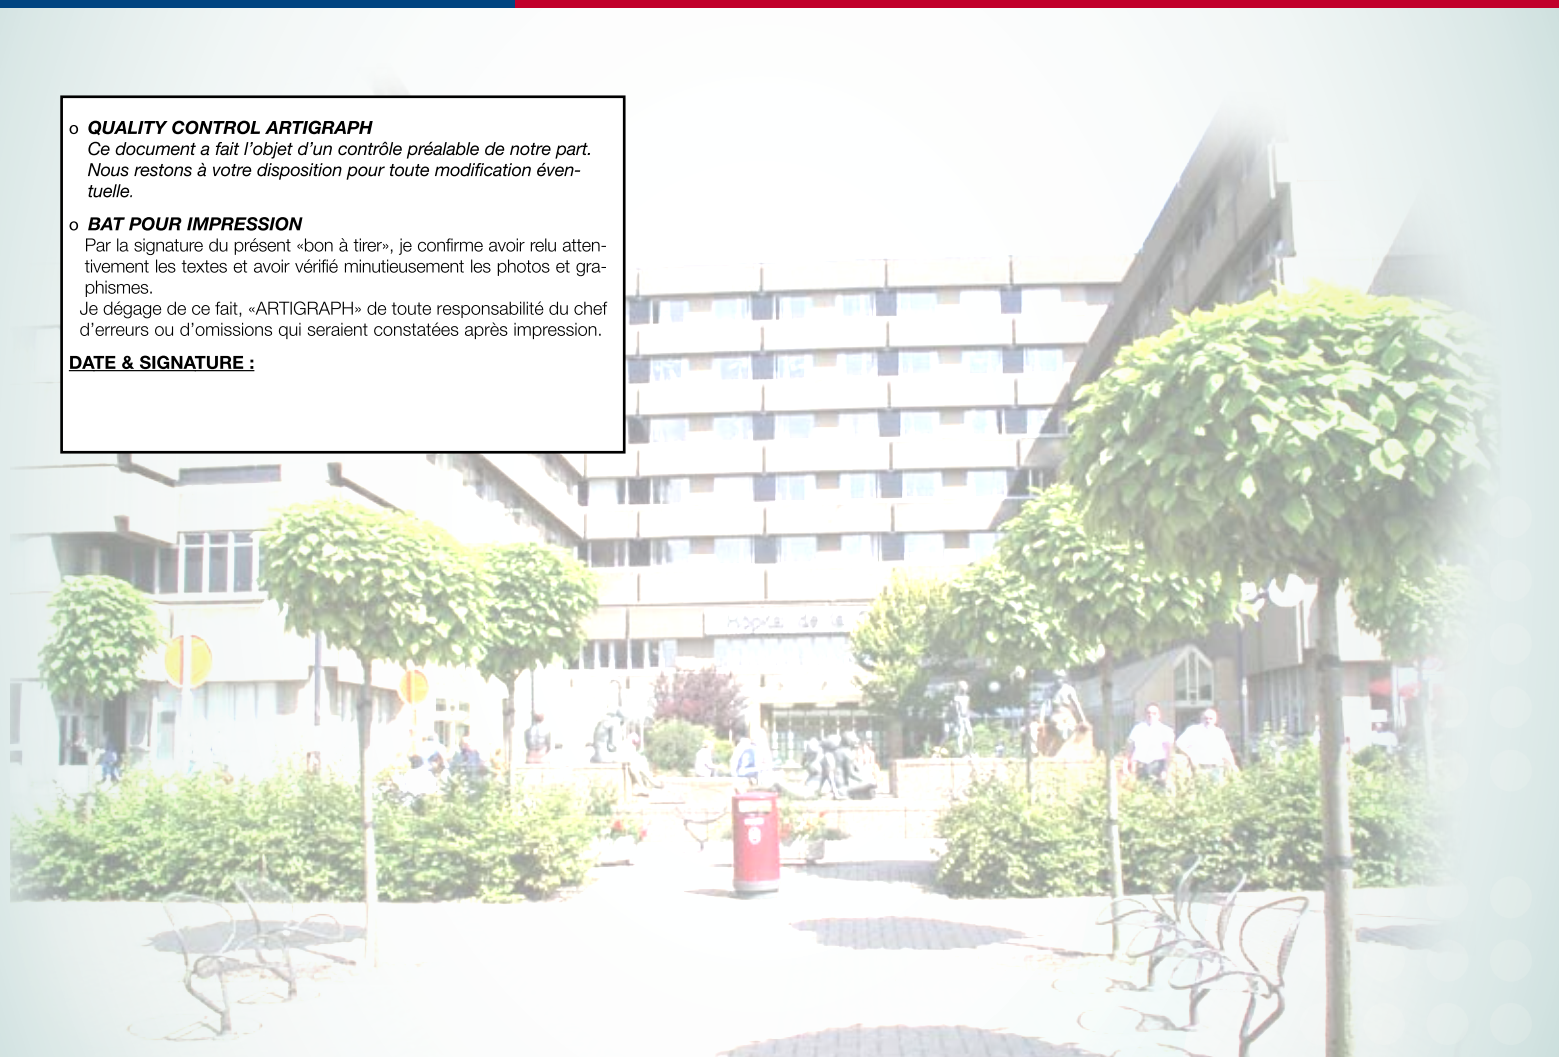 o QUALITY CONTROL ARTIGRAPH
Ce document a fait l’objet d’un contrôle préalable de notre part.
Nous restons à votre disposition pour toute modification éven-
tuelle.
o BAT POUR IMPRESSION
Par la signature du présent «bon à tirer», je confirme avoir relu atten-
tivement les textes et avoir vérifié minutieusement les photos et gra-
phismes.
Je dégage de ce fait, «ARTIGRAPH» de toute responsabilité du chef
d’erreurs ou d’omissions qui seraient constatées après impression.
DATE & SIGNATURE :
Hôpital de la